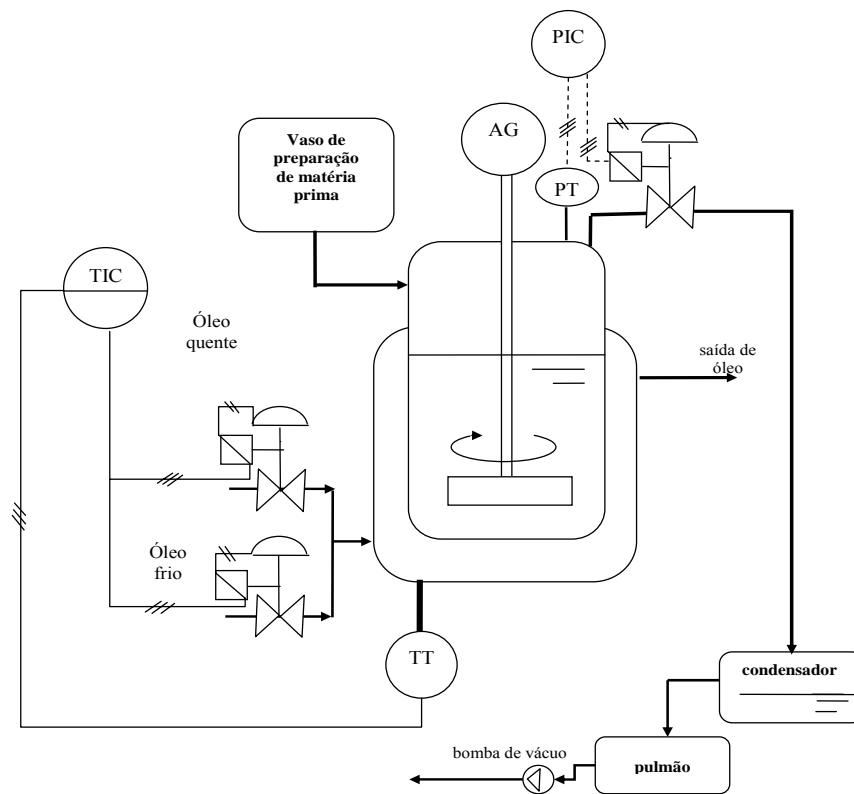 PIC
AG
Vaso de
preparação
de matéria
prima
PT
TIC
Óleo
quente
saída de
óleo
Óleo
frio
TT
condensador
bomba de vácuo
pulmão